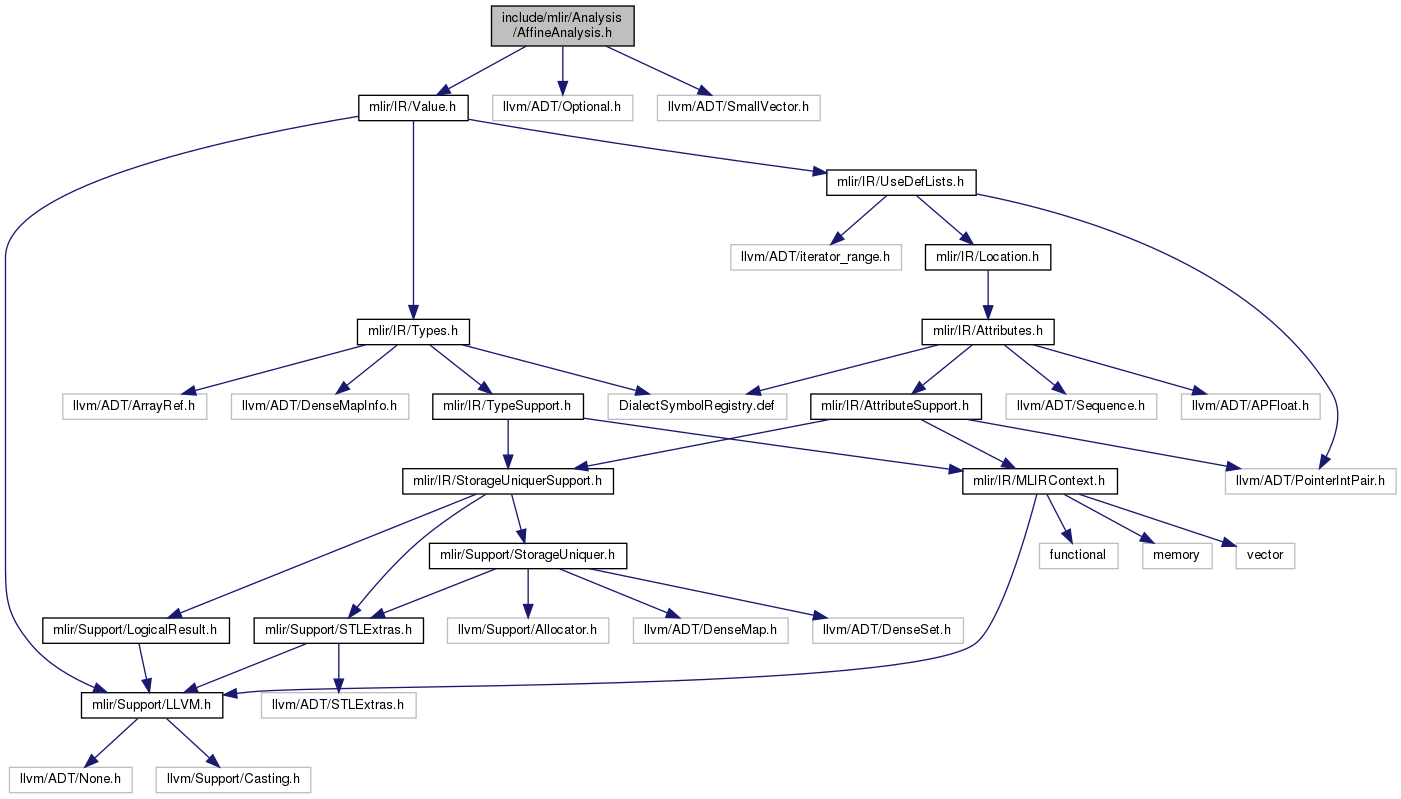 include/mlir/Analysis
/AffineAnalysis.h
mlir/IR/Value.h
llvm/ADT/Optional.h
llvm/ADT/SmallVector.h
mlir/IR/UseDefLists.h
llvm/ADT/iterator_range.h
mlir/IR/Location.h
mlir/IR/Types.h
mlir/IR/Attributes.h
llvm/ADT/ArrayRef.h
llvm/ADT/DenseMapInfo.h
mlir/IR/TypeSupport.h
DialectSymbolRegistry.def
mlir/IR/AttributeSupport.h
llvm/ADT/Sequence.h
llvm/ADT/APFloat.h
mlir/IR/StorageUniquerSupport.h
mlir/IR/MLIRContext.h
llvm/ADT/PointerIntPair.h
mlir/Support/StorageUniquer.h
functional
memory
vector
mlir/Support/LogicalResult.h
mlir/Support/STLExtras.h
llvm/Support/Allocator.h
llvm/ADT/DenseMap.h
llvm/ADT/DenseSet.h
mlir/Support/LLVM.h
llvm/ADT/STLExtras.h
llvm/ADT/None.h
llvm/Support/Casting.h